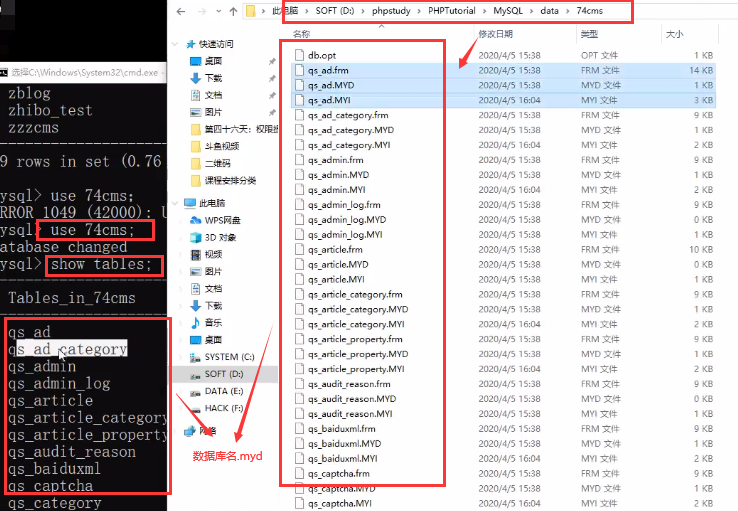 此电脑 > SOFT (D:) > phpstudy > PHPTutorial > MySQL > data > 74cms
选择C:\Windows\System32\cmd.exe -
zblog
zhibo_test
zzzcms
9 rows in set (0.76
ysql> use 74cms;
RROR 1049 (42000): U
ysql> use 74cms;
atabase changed
ysql> show tables;
Tables_in_74cms
qs_ad
qs_ad_category
qs_admin
qs_admin_log
qs_article
qs_article_category
qs_article_property
qs_audit_reason
qs_baiduxml
qs_captcha
qs_category
快速访问
桌面
下载
文档
图片
第四十六天：权限提
斗鱼视频
二维码
课程安排分类
此电脑
WPS网盘
3D 对象
视频
图片
文档
下载
音乐
桌面
SYSTEM (C:)
SOFT (D:)
DATA (E:)
HACK (F:)
网络
数据库名.myd
名称 修改日期 类型 大小
db.opt 2020/4/5 15:38 OPT 文件 1 KB
qs_ad.frm 2020/4/5 15:38 FRM 文件 14 KB
qs_ad.MYD 2020/4/5 15:38 MYD 文件 1 KB
qs_ad.MYI 2020/4/5 16:04 MYI 文件 3 KB
qs_ad_category.frm 2020/4/5 15:38 FRM 文件 9 KB
qs_ad_category.MYD 2020/4/5 15:38 MYD 文件 2 KB
qs_ad_category.MYI 2020/4/5 16:04 MYI 文件 2 KB
qs_admin.frm 2020/4/5 15:38 FRM 文件 9 KB
qs_admin.MYD 2020/4/5 15:38 MYD 文件 1 KB
qs_admin.MYI 2020/4/5 16:04 MYI 文件 2 KB
qs_admin_log.frm 2020/4/5 15:38 FRM 文件 9 KB
qs_admin_log.MYD 2020/4/5 15:38 MYD 文件 0 KB
qs_admin_log.MYI 2020/4/5 15:38 MYI 文件 1 KB
qs_article.frm 2020/4/5 15:38 FRM 文件 10 KB
qs_article.MYD 2020/4/5 15:38 MYD 文件 0 KB
qs_article.MYI 2020/4/5 15:38 MYI 文件 1 KB
qs_article_category.frm 2020/4/5 15:38 FRM 文件 9 KB
qs_article_category.MYD 2020/4/5 15:38 MYD 文件 1 KB
qs_article_category.MYI 2020/4/5 16:04 MYI 文件 2 KB
qs_article_property.frm 2020/4/5 15:38 FRM 文件 9 KB
qs_article_property.MYD 2020/4/5 15:38 MYD 文件 1 KB
qs_article_property.MYI 2020/4/5 16:04 MYI 文件 2 KB
qs_audit_reason.frm 2020/4/5 15:38 FRM 文件 9 KB
qs_audit_reason.MYD 2020/4/5 15:38 MYD 文件 0 KB
qs_audit_reason.MYI 2020/4/5 15:38 MYI 文件 1 KB
qs_baiduxml.frm 2020/4/5 15:38 FRM 文件 9 KB
qs_baiduxml.MYD 2020/4/5 15:38 MYD 文件 1 KB
qs_baiduxml.MYI 2020/4/5 16:04 MYI 文件 2 KB
qs_captcha.frm 2020/4/5 15:38 FRM 文件 9 KB
qs_captcha.MYD 2020/4/5 15:38 MYD 文件 1 KB
qs_captcha.MYI 2020/4/5 16:04 MYI 文件 2 KB